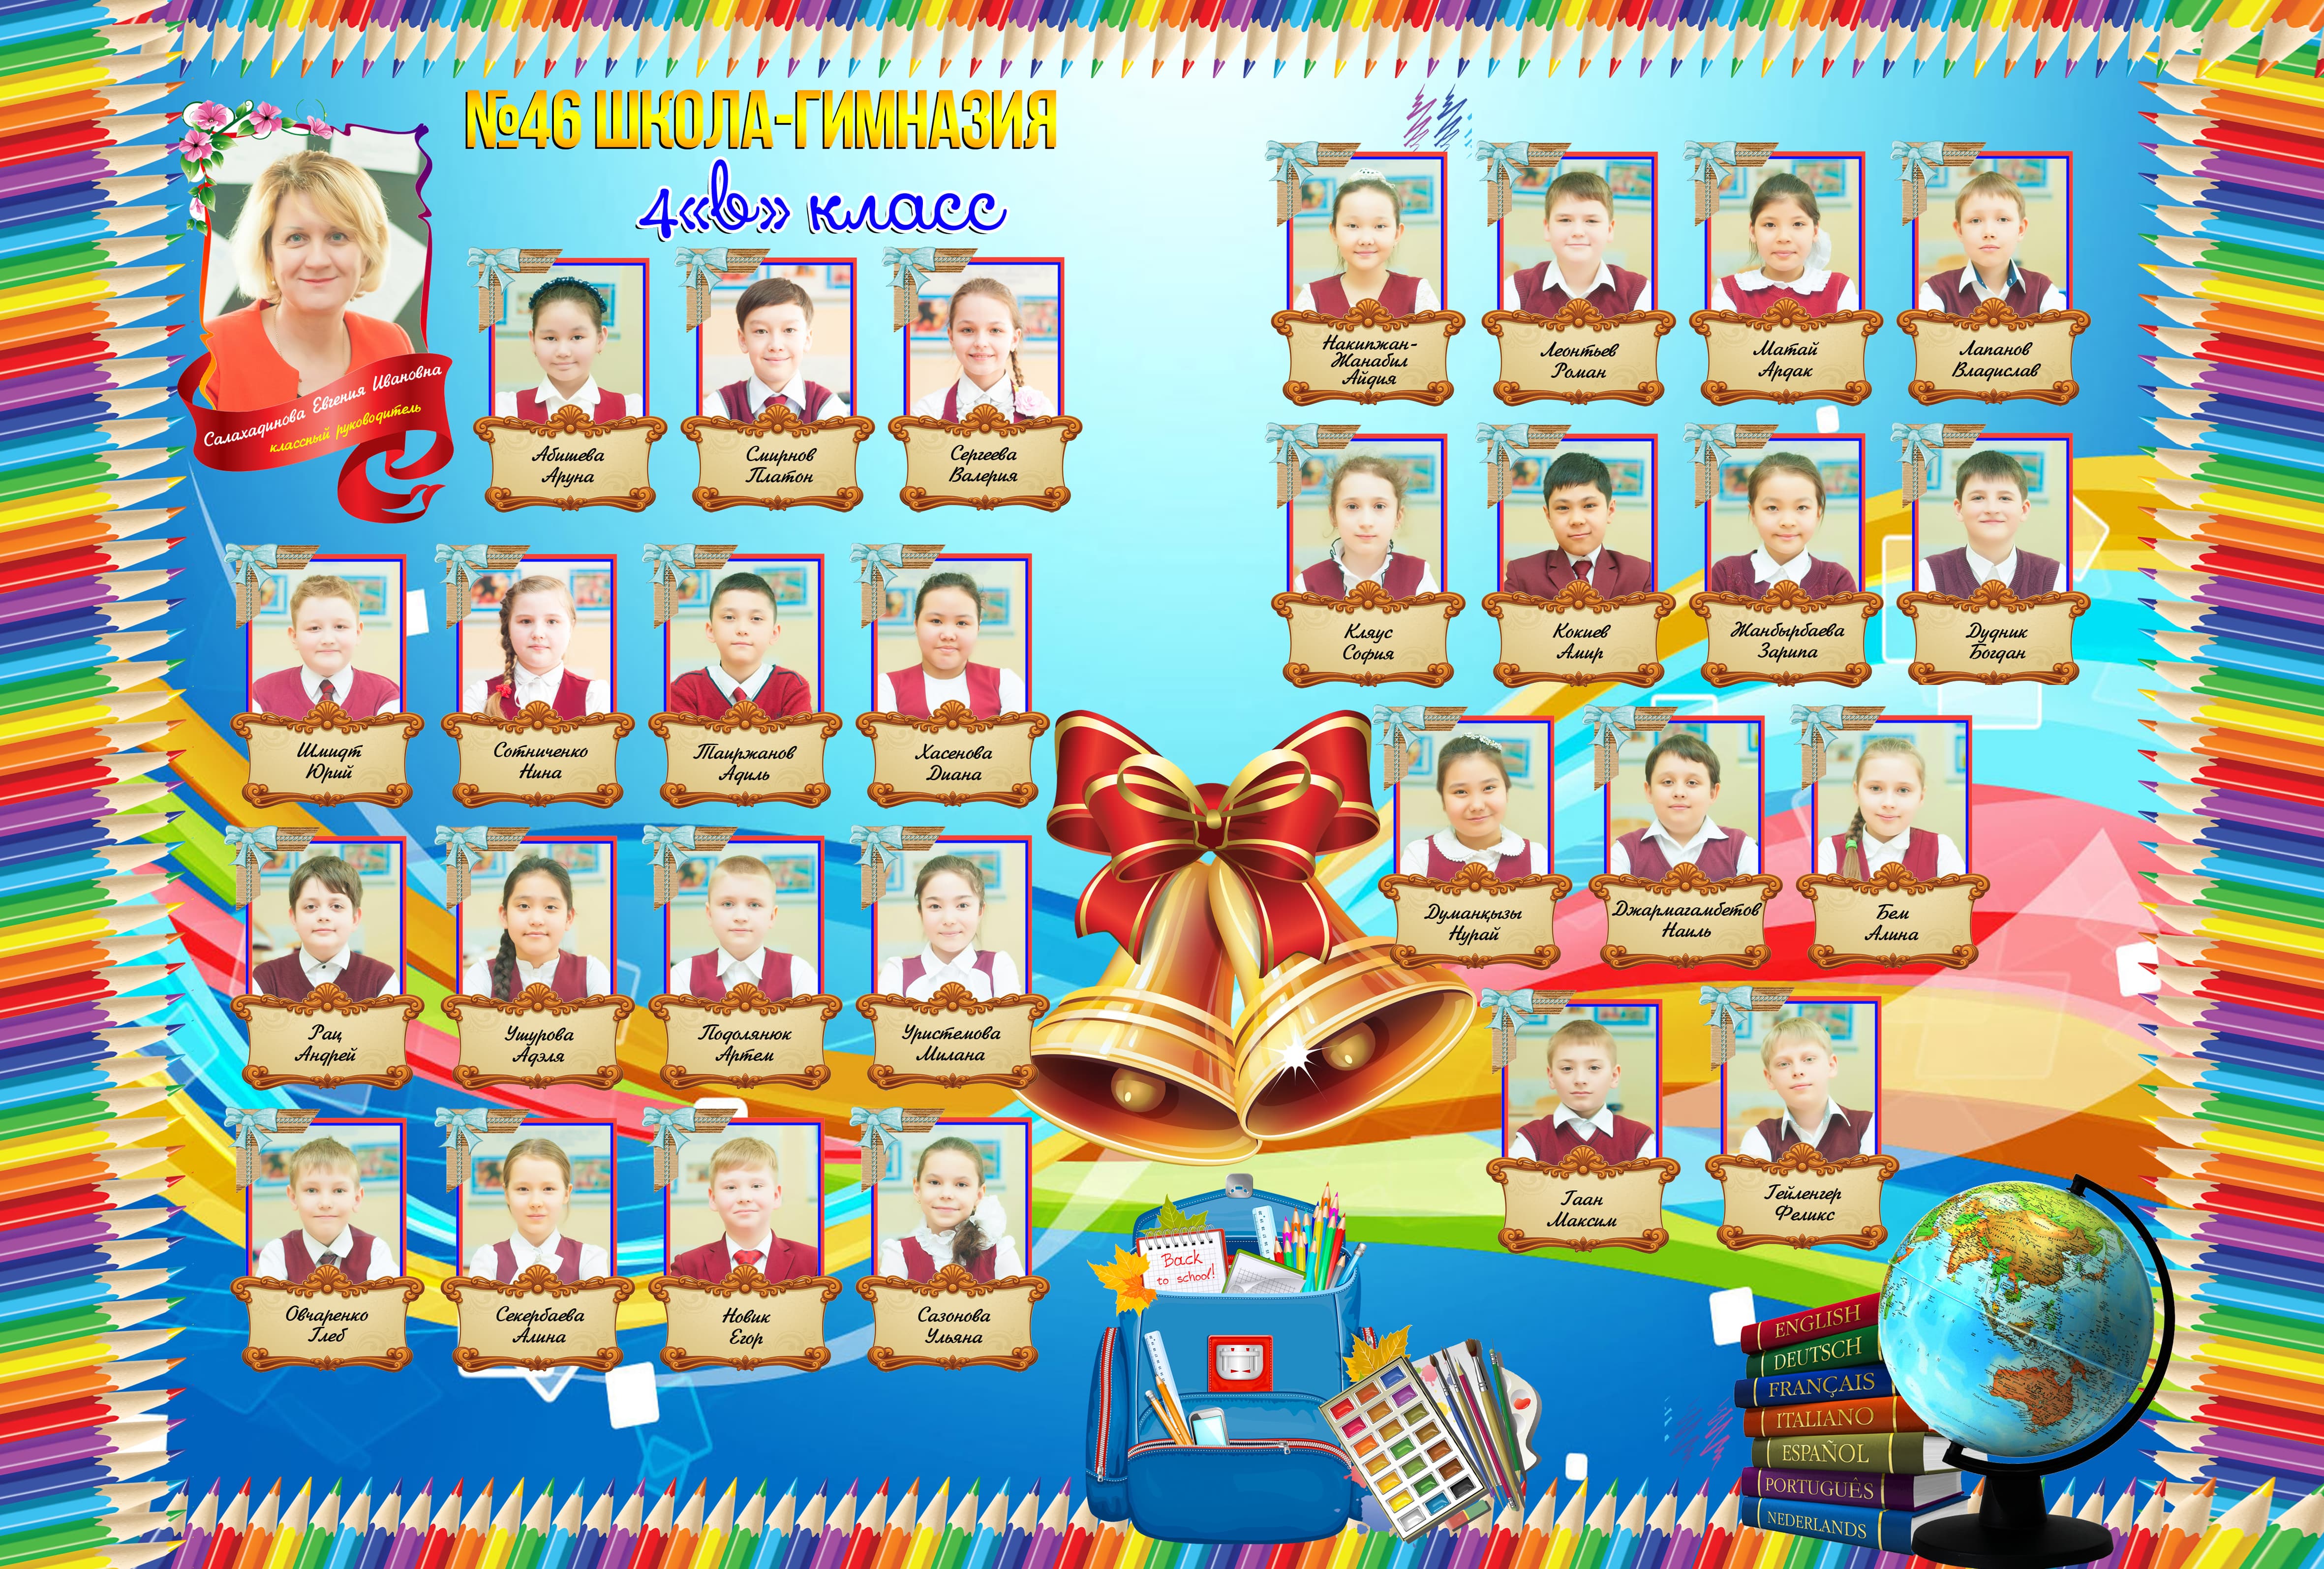 №46 ШКОЛА-ГИМНАЗИЯ
4«в» класс
Салахадинова Евгения Ивановна
классный руководитель
Абишева
Аруна
Смирнов
Платон
Сергеева
Валерия
Шмидт
Юрий
Сотниченко
Нина
Таиржанов
Адиль
Хасенова
Диана
Рац
Андрей
Ушурова
Адэля
Подолянюк
Артем
Уристемова
Милана
Овчаренко
Глеб
Секербаева
Алина
Новик
Егор
Сазонова
Ульяна
Накипжан-
Жанабил
Айдия
Леонтьев
Роман
Матай
Ардак
Лапанов
Владислав
Кляус
София
Кокиев
Амир
Жанбырбаева
Зарипа
Дудник
Богдан
Думанқызы
Нурай
Джармагамбетов
Наиль
Бем
Алина
Гаан
Максим
Гейленгер
Феликс
Back
to school!
ENGLISH
DEUTSCH
FRANÇAIS
ITALIANO
ESPAÑOL
PORTUGUÊS
NEDERLANDS